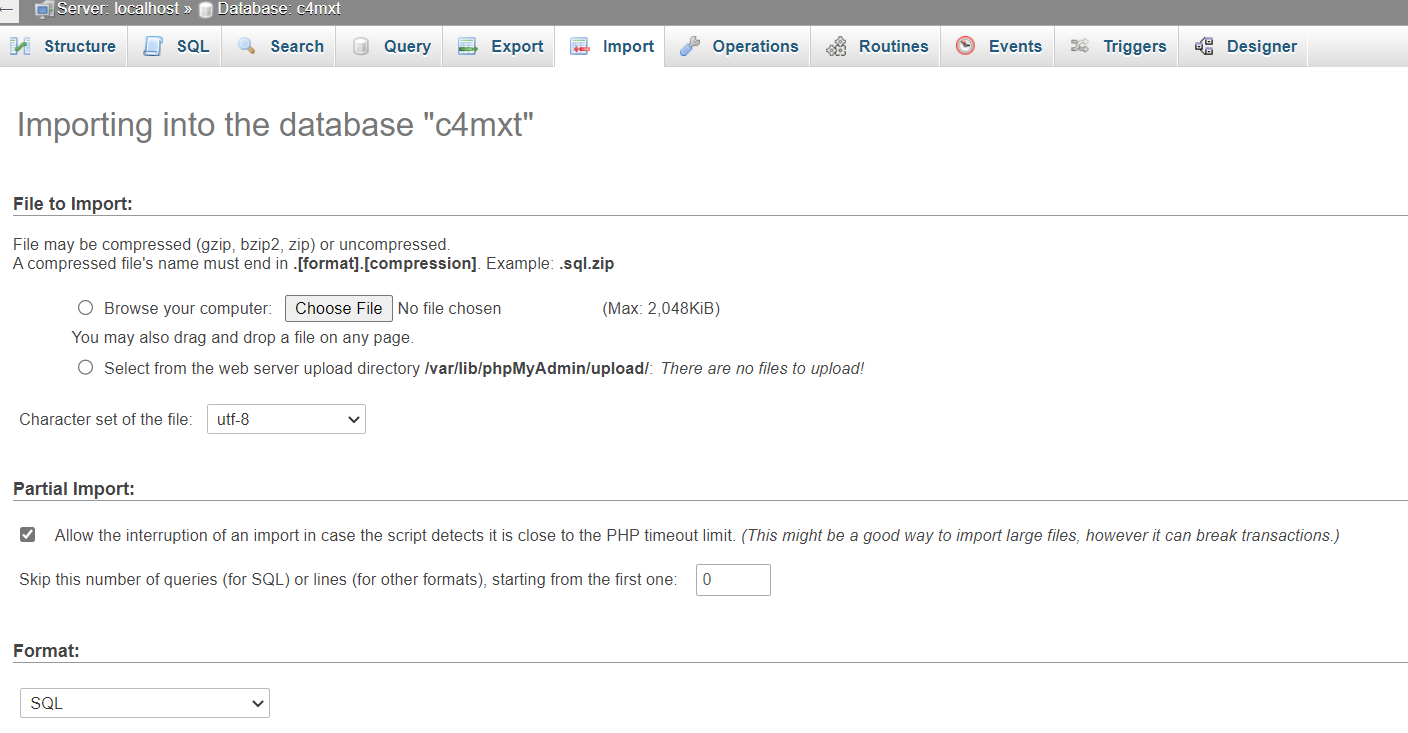 Server: localhost » Database: c4mxt
Structure SQL Search Query Export Import Operations Routines Events Triggers Designer
Importing into the database "c4mxt"
File to Import:
File may be compressed (gzip, bzip2, zip) or uncompressed.
A compressed file's name must end in .[format].[compression]. Example: .sql.zip
Browse your computer: Choose File No file chosen (Max: 2,048KiB)
You may also drag and drop a file on any page.
Select from the web server upload directory /var/lib/phpMyAdmin/upload/: There are no files to upload!
Character set of the file: utf-8
Partial Import:
Allow the interruption of an import in case the script detects it is close to the PHP timeout limit. (This might be a good way to import large files, however it can break transactions.)
Skip this number of queries (for SQL) or lines (for other formats), starting from the first one: 0
Format:
SQL